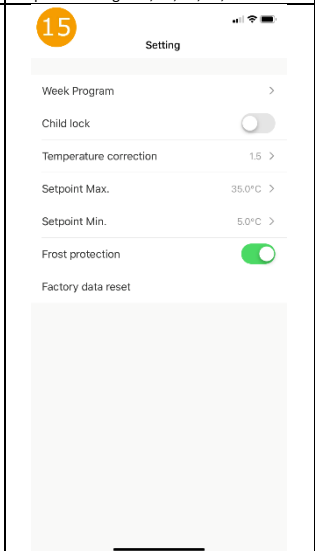 15
Setting
Week Program
Child lock
Temperature correction 1.5
Setpoint Max. 35.0°C
Setpoint Min. 5.0°C
Frost protection
Factory data reset